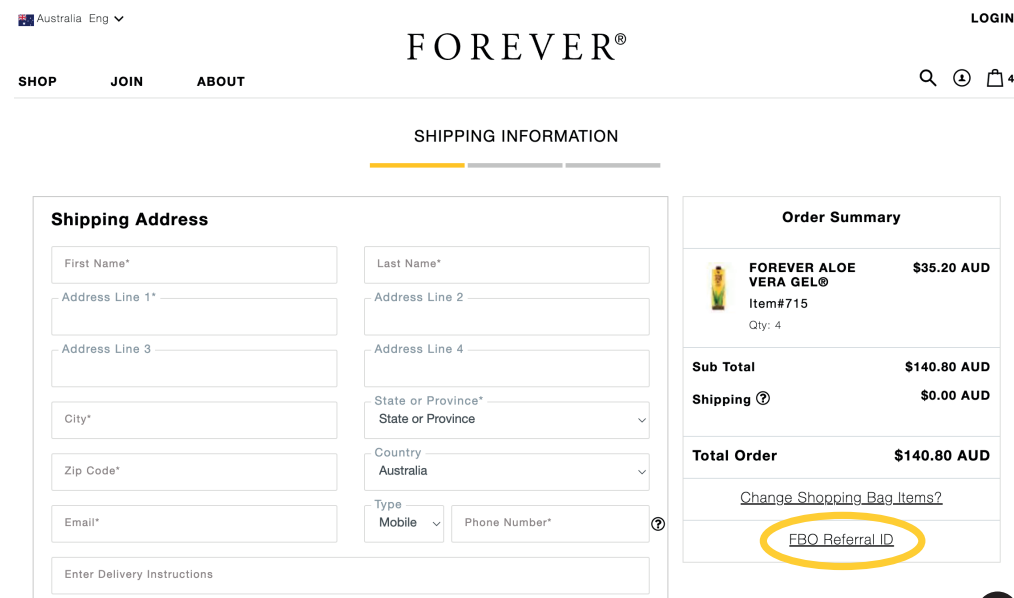 Australia Eng
LOGIN
FOREVER®
SHOP
JOIN
ABOUT
4
SHIPPING INFORMATION
Shipping Address
First Name*
Last Name*
Address Line 1*
Address Line 2
Address Line 3
Address Line 4
City*
State or Province*
State or Province
Zip Code*
Country
Australia
Email*
Type
Mobile
Phone Number*
?
Enter Delivery Instructions
Order Summary
FOREVER ALOE
VERA GEL®
$35.20 AUD
Item#715
Qty: 4
Sub Total
$140.80 AUD
Shipping ?
$0.00 AUD
Total Order
$140.80 AUD
Change Shopping Bag Items?
FBO Referral ID